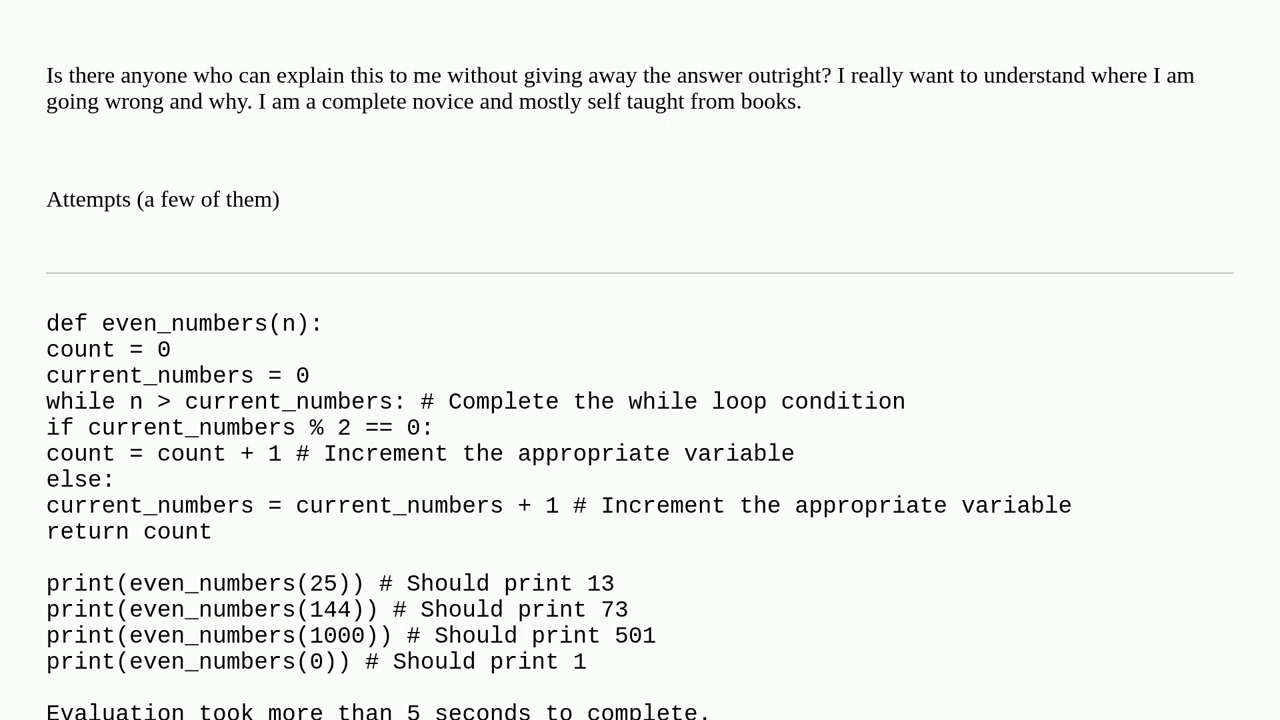 Is there anyone who can explain this to me without giving away the answer outright? I really want to understand where I am
going wrong and why. I am a complete novice and mostly self taught from books.
Attempts (a few of them)
def even_numbers(n):
count = 0
current_numbers = 0
while n > current_numbers: # Complete the while loop condition
if current_numbers % 2 == 0:
count = count + 1 # Increment the appropriate variable
else:
current_numbers = current_numbers + 1 # Increment the appropriate variable
return count
print(even_numbers(25)) # Should print 13
print(even_numbers(144)) # Should print 73
print(even_numbers(1000)) # Should print 501
print(even_numbers(0)) # Should print 1
Evaluation took more than 5 seconds to complete.